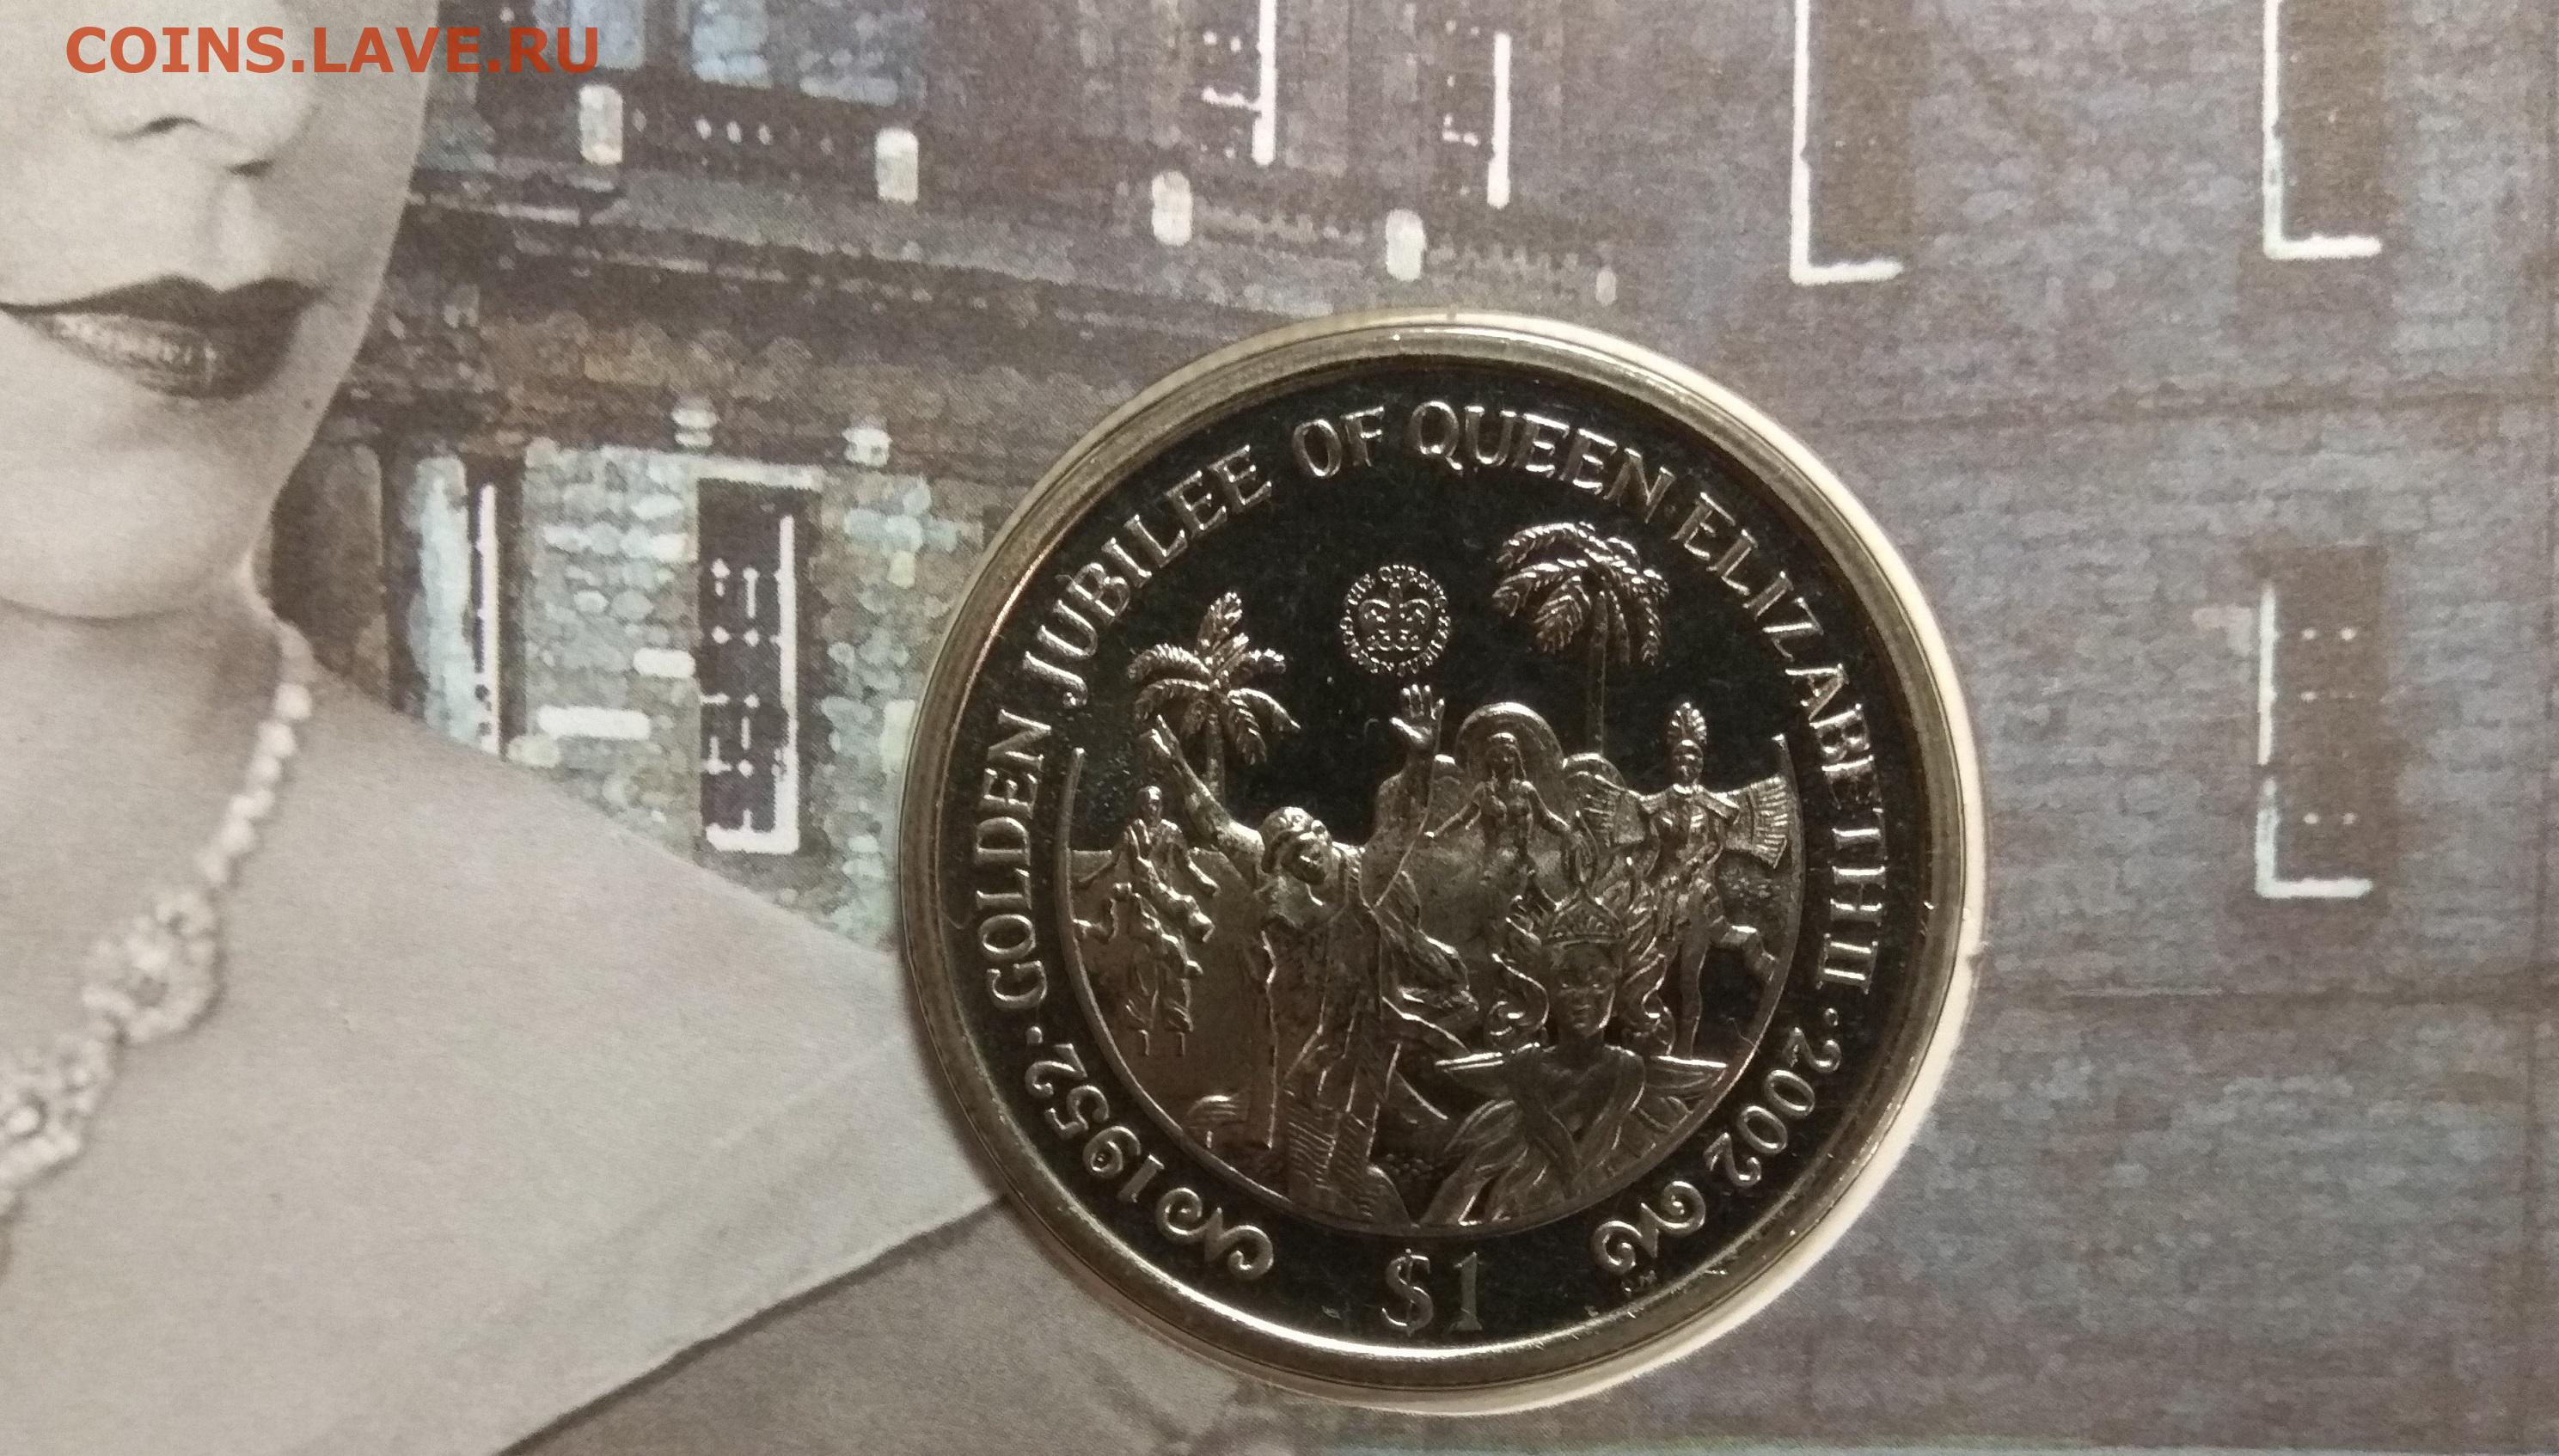 COINS.LAVE.RU
1952 · GOLDEN JUBILEE OF QUEEN ELIZABETH II · 2002
$1